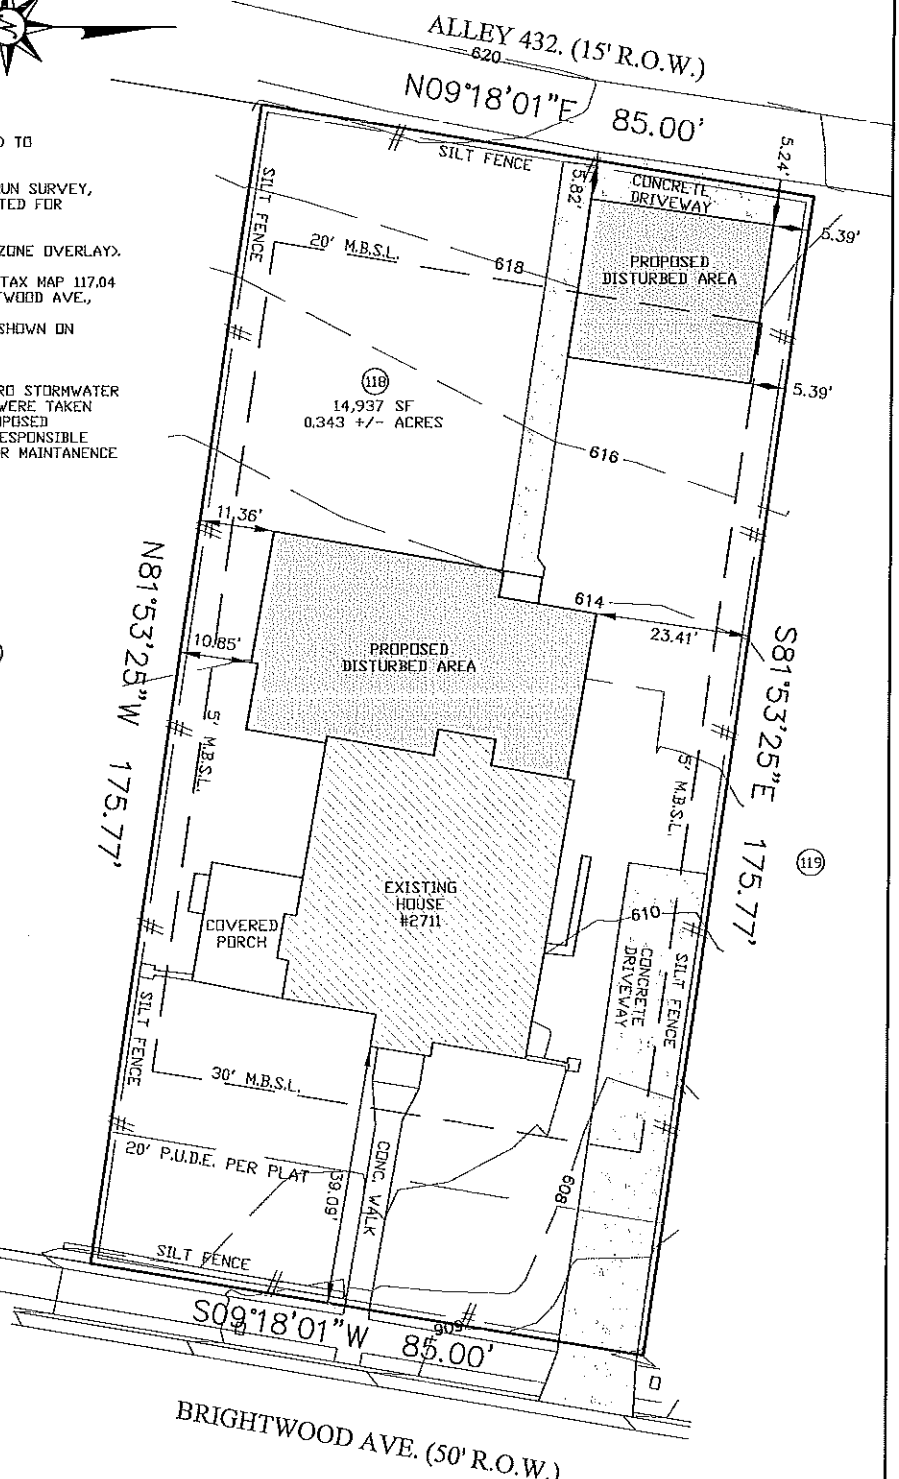 ALLEY 432. (15' R.O.W.)
620
N09°18'01"E 85.00'
TO
SILT FENCE
5.24'
RUN SURVEY,
TED FOR
SILT FENCE
5.82'
CONCRETE
DRIVEWAY
5.39'
ZONE OVERLAY).
20' M.B.S.L.
618
PROPOSED
DISTURBED AREA
TAX MAP 117.04
TWOOD AVE.,
SHOWN ON
118
14,937 SF
0.343 +/- ACRES
5.39'
RO STORMWATER
WERE TAKEN
OPOSED
ESPONSIBLE
R MAINTANENCE
616
11.36'
N81°53'25"W 175.77'
614
23.41'
10.85'
PROPOSED
DISTURBED AREA
S81°53'25"E 175.77'
5' M.B.S.L.
5' M.B.S.L.
119
EXISTING
HOUSE
#2711
COVERED
PORCH
610
CONCRETE
DRIVEWAY
SILT FENCE
SILT FENCE
30' M.B.S.L.
20' P.U.D.E. PER PLAT
39.09'
CONC. WALK
608
SILT FENCE
S09°18'01"W 85.00'
606
BRIGHTWOOD AVE. (50' R.O.W.)